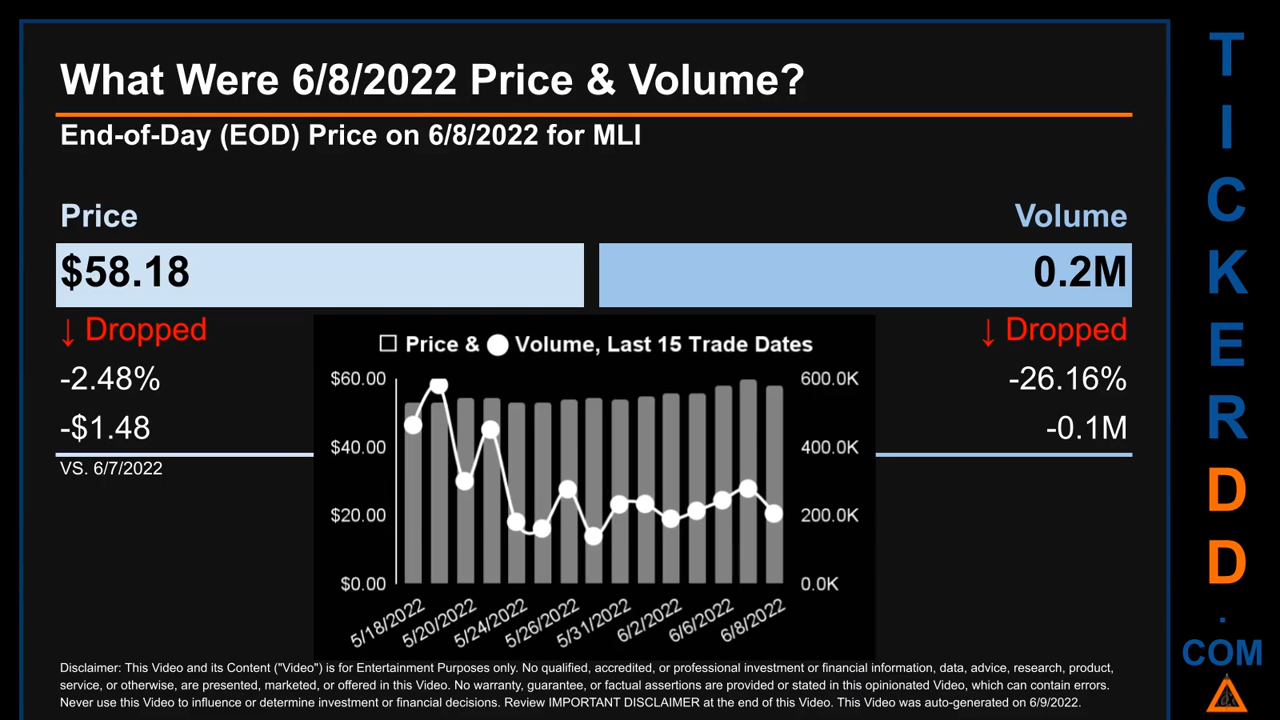 What Were 6/8/2022 Price & Volume?
End-of-Day (EOD) Price on 6/8/2022 for MLI
Price
Volume
$58.18
0.2M
↓ Dropped
↓ Dropped
-2.48%
-26.16%
-$1.48
-0.1M
VS. 6/7/2022
Price & Volume, Last 15 Trade Dates
$60.00
$40.00
$20.00
$0.00
600.0K
400.0K
200.0K
0.0K
5/18/2022
5/20/2022
5/24/2022
5/26/2022
5/31/2022
6/2/2022
6/6/2022
6/8/2022
Disclaimer: This Video and its Content ("Video") is for Entertainment Purposes only. No qualified, accredited, or professional investment or financial information, data, advice, research, product,
service, or otherwise, are presented, marketed, or offered in this Video. No warranty, guarantee, or factual assertions are provided or stated in this opinionated Video, which can contain errors.
Never use this Video to influence or determine investment or financial decisions. Review IMPORTANT DISCLAIMER at the end of this Video. This Video was auto-generated on 6/9/2022.
T
I
C
K
E
R
D
D
.
COM